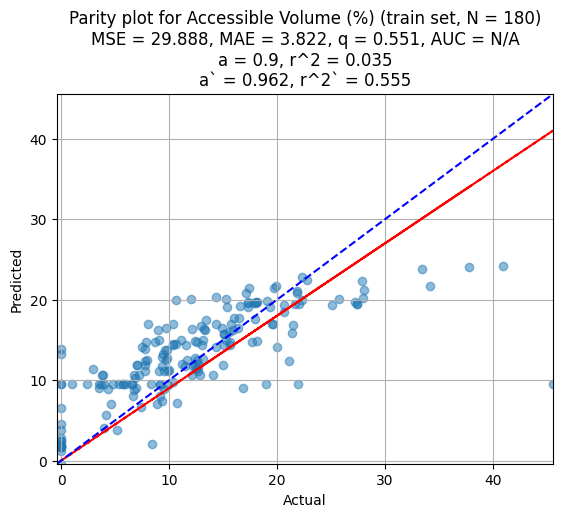 Parity plot for Accessible Volume (%) (train set, N = 180)
MSE = 29.888, MAE = 3.822, q = 0.551, AUC = N/A
a = 0.9, r^2 = 0.035
a` = 0.962, r^2` = 0.555
Predicted
40
30
20
10
0
0 10 20 30 40
Actual